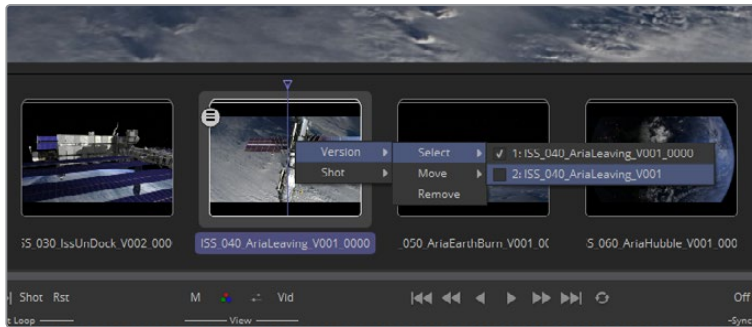 Version Select ✓ 1: ISS_040_AriaLeaving_V001_0000
Shot Move 2: ISS_040_AriaLeaving_V001
Remove
SS_030_IssUnDock_V002_000 ISS_040_AriaLeaving_V001_0000 _050_AriaEarthBurn_V001_0( S_060_AriaHubble_V001_000
Shot Rst M Vid Off
t Loop View Sync